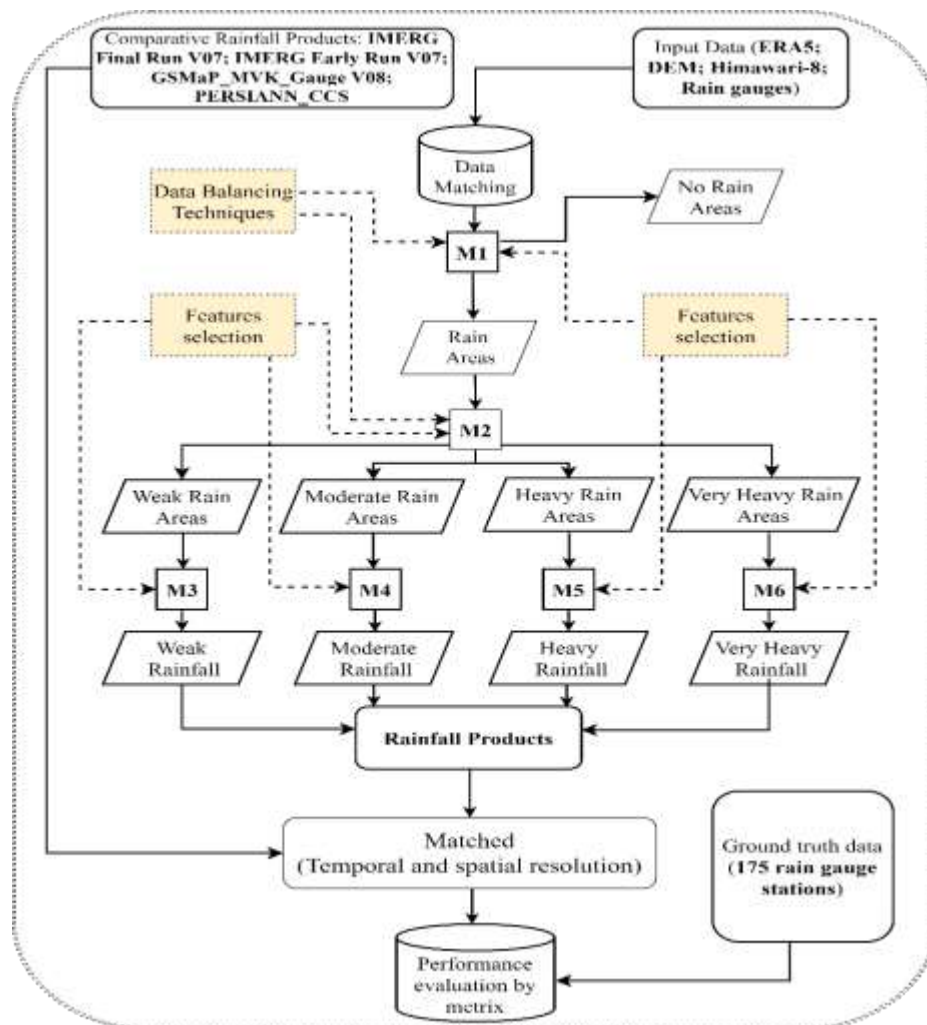 Comparative Rainfall Products: IMERG
Final Run V07; IMERG Early Run V07;
GSMaP_MVK_Gauge V08;
PERSIANN_CCS
Input Data (ERA5;
DEM; Himawari-8;
Rain gauges)
Data
Matching
Data Balancing
Techniques
No Rain
Areas
M1
Features
selection
Rain
Areas
Features
selection
M2
Weak Rain
Areas
Moderate Rain
Areas
Heavy Rain
Areas
Very Heavy Rain
Areas
M3
M4
M5
M6
Weak
Rainfall
Moderate
Rainfall
Heavy
Rainfall
Very Heavy
Rainfall
Rainfall Products
Matched
(Temporal and spatial resolution)
Ground truth data
(175 rain gauge
stations)
Performance
evaluation by
metrix